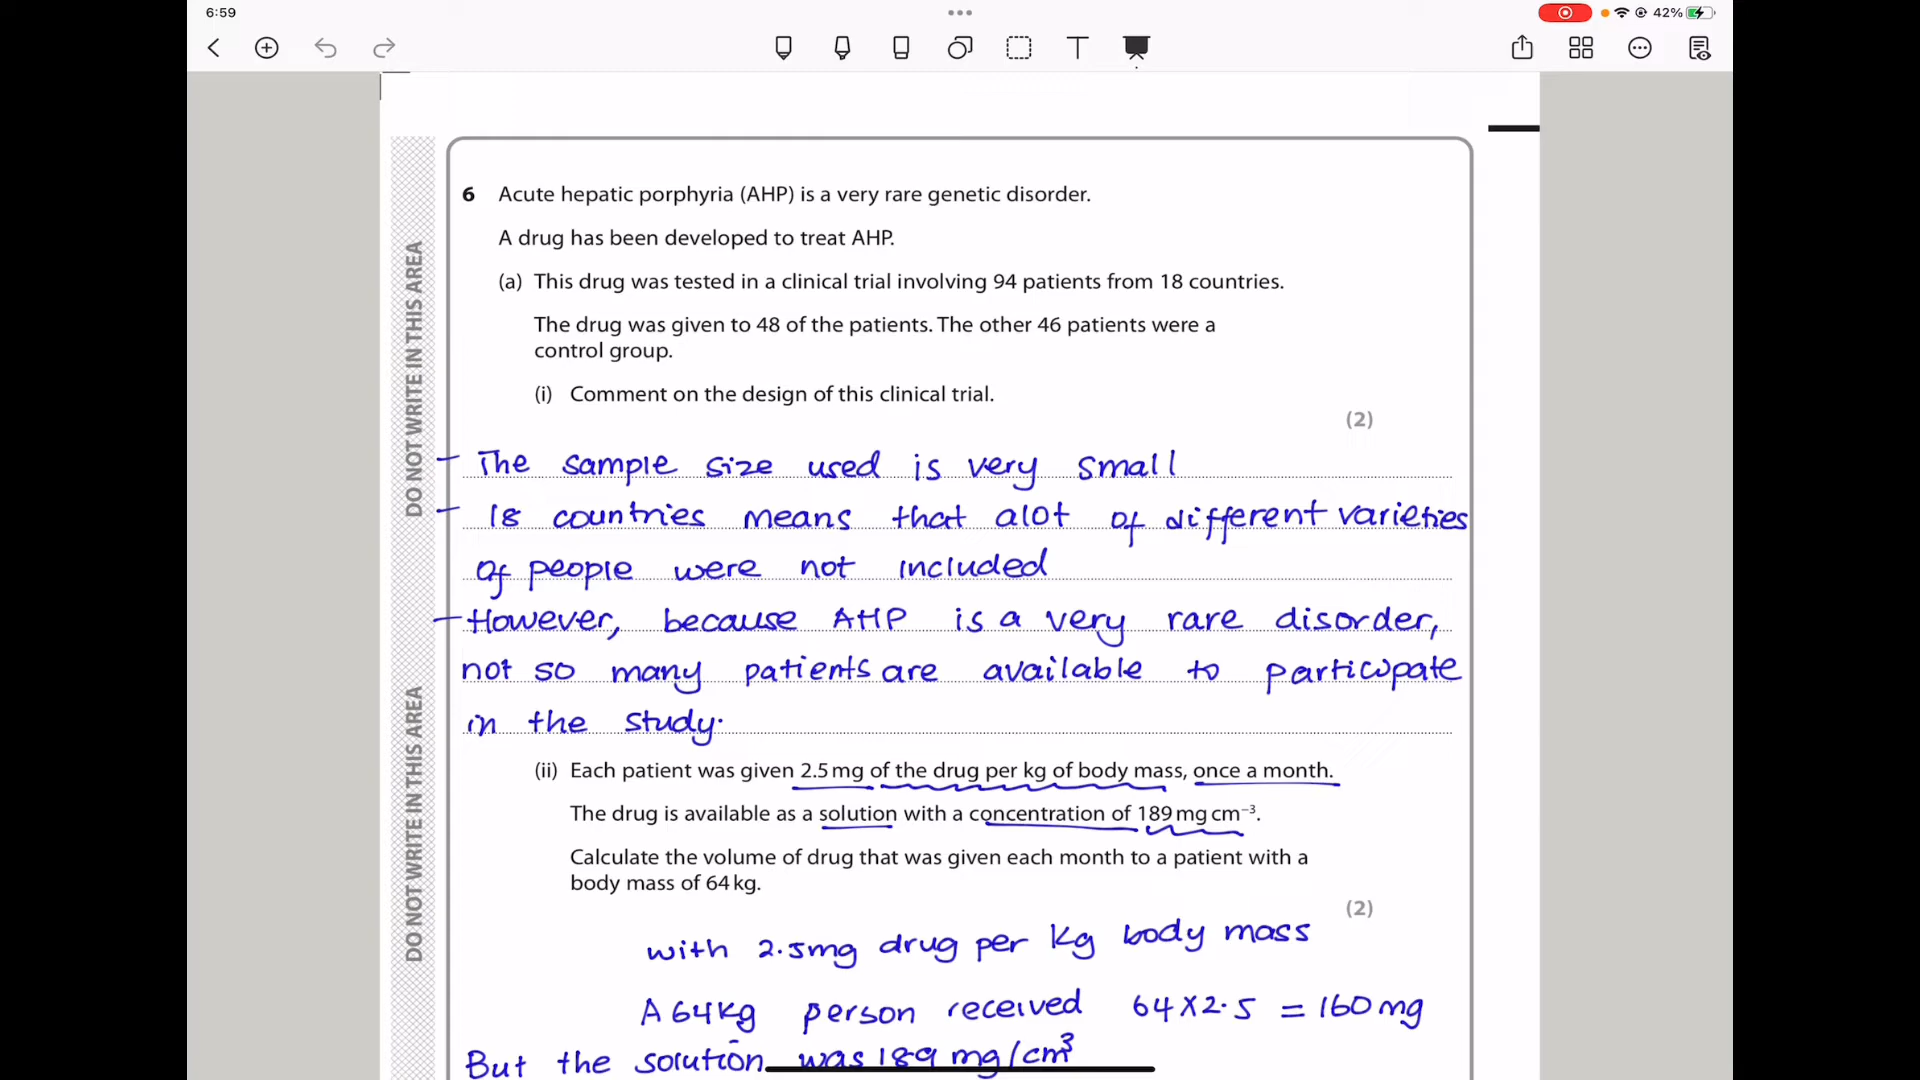 6:59
42%
DO NOT WRITE IN THIS AREA
DO NOT WRITE IN THIS AREA
6 Acute hepatic porphyria (AHP) is a very rare genetic disorder.
A drug has been developed to treat AHP.
(a) This drug was tested in a clinical trial involving 94 patients from 18 countries.
The drug was given to 48 of the patients. The other 46 patients were a
control group.
(i) Comment on the design of this clinical trial.
(2)
- The sample size used is very small
- 18 countries means that alot of different varieties
of people were not included
- However, because AHP is a very rare disorder,
not so many patients are available to participate
in the study.
(ii) Each patient was given 2.5 mg of the drug per kg of body mass, once a month.
The drug is available as a solution with a concentration of 189 mg cm⁻³.
Calculate the volume of drug that was given each month to a patient with a
body mass of 64 kg.
(2)
with 2.5mg drug per kg body mass
A 64kg person received 64 x 2.5 = 160 mg
But the solution was 189 mg/cm³